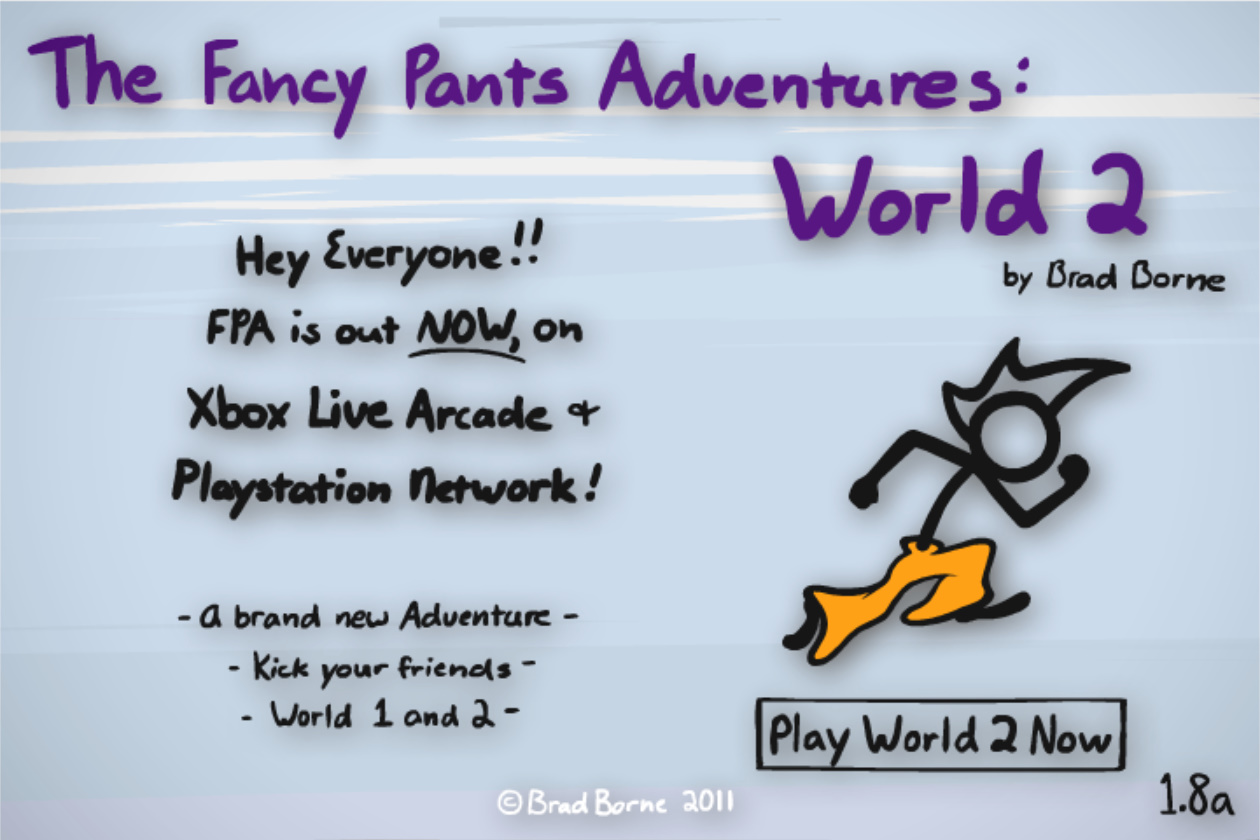 The Fancy Pants Adventures:
World 2
by Brad Borne
Hey Everyone!!
FPA is out NOW, on
Xbox Live Arcade &
Playstation Network!
- A brand new Adventure -
- Kick your friends -
- World 1 and 2 -
Play World 2 Now
© Brad Borne 2011
1.8a